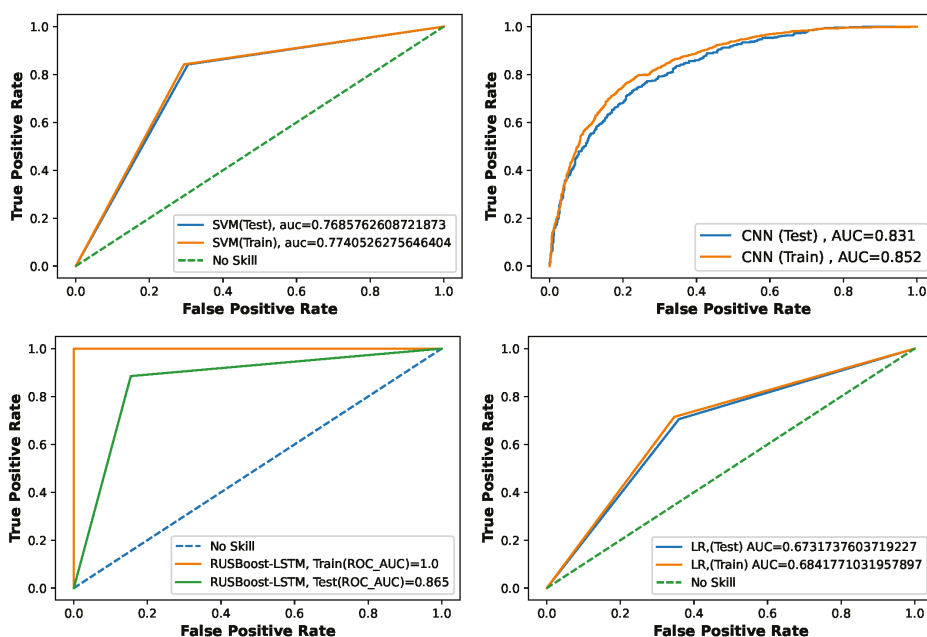 1.0
0.8
0.6
0.4
0.2
0.0
True Positive Rate
SVM(Test), auc=0.7685762608721873
SVM(Train), auc=0.7740526275646404
No Skill
0.0 0.2 0.4 0.6 0.8 1.0
False Positive Rate
1.0
0.8
0.6
0.4
0.2
0.0
True Positive Rate
CNN (Test) , AUC=0.831
CNN (Train) , AUC=0.852
0.0 0.2 0.4 0.6 0.8 1.0
False Positive Rate
1.0
0.8
0.6
0.4
0.2
0.0
True Positive Rate
No Skill
RUSBoost-LSTM, Train(ROC_AUC)=1.0
RUSBoost-LSTM, Test(ROC_AUC)=0.865
0.0 0.2 0.4 0.6 0.8 1.0
False Positive Rate
1.0
0.8
0.6
0.4
0.2
0.0
True Positive Rate
LR,(Test) AUC=0.6731737603719227
LR,(Train) AUC=0.6841771031957897
No Skill
0.0 0.2 0.4 0.6 0.8 1.0
False Positive Rate